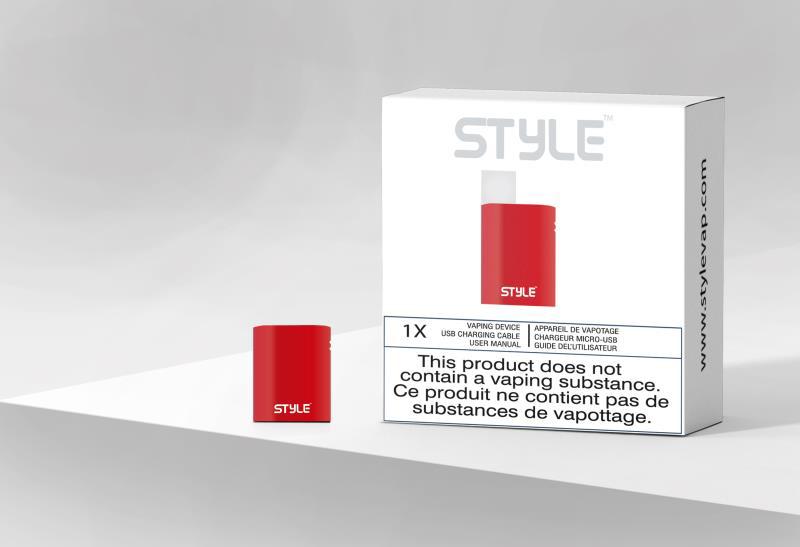 STYLE™
STYLE
1X
VAPING DEVICE
USB CHARGING CABLE
USER MANUAL
APPAREIL DE VAPOTAGE
CHARGEUR MICRO-USB
GUIDE DEL'UTILISATEUR
This product does not
contain a vaping substance.
Ce produit ne contient pas de
substances de vapottage.
www.stylevap.com
STYLE